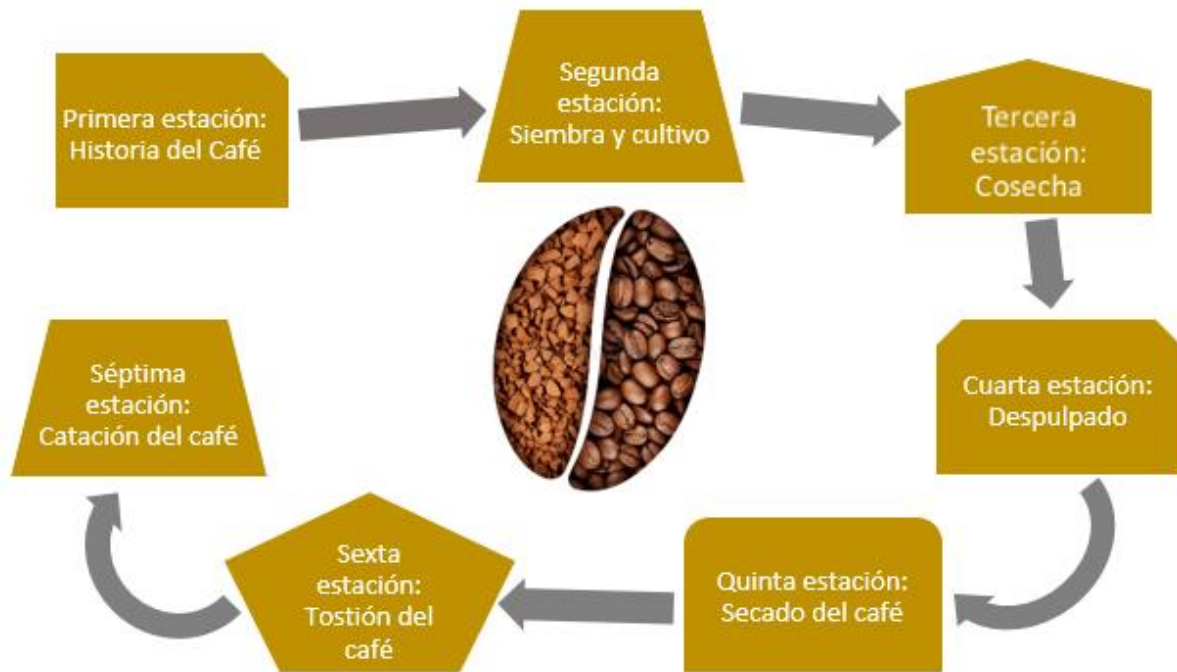 Primera estación:
Historia del Café
Segunda
estación:
Siembra y cultivo
Tercera
estación:
Cosecha
Cuarta estación:
Despulpado
Quinta estación:
Secado del café
Sexta
estación:
Tostión del
café
Séptima
estación:
Catación del café